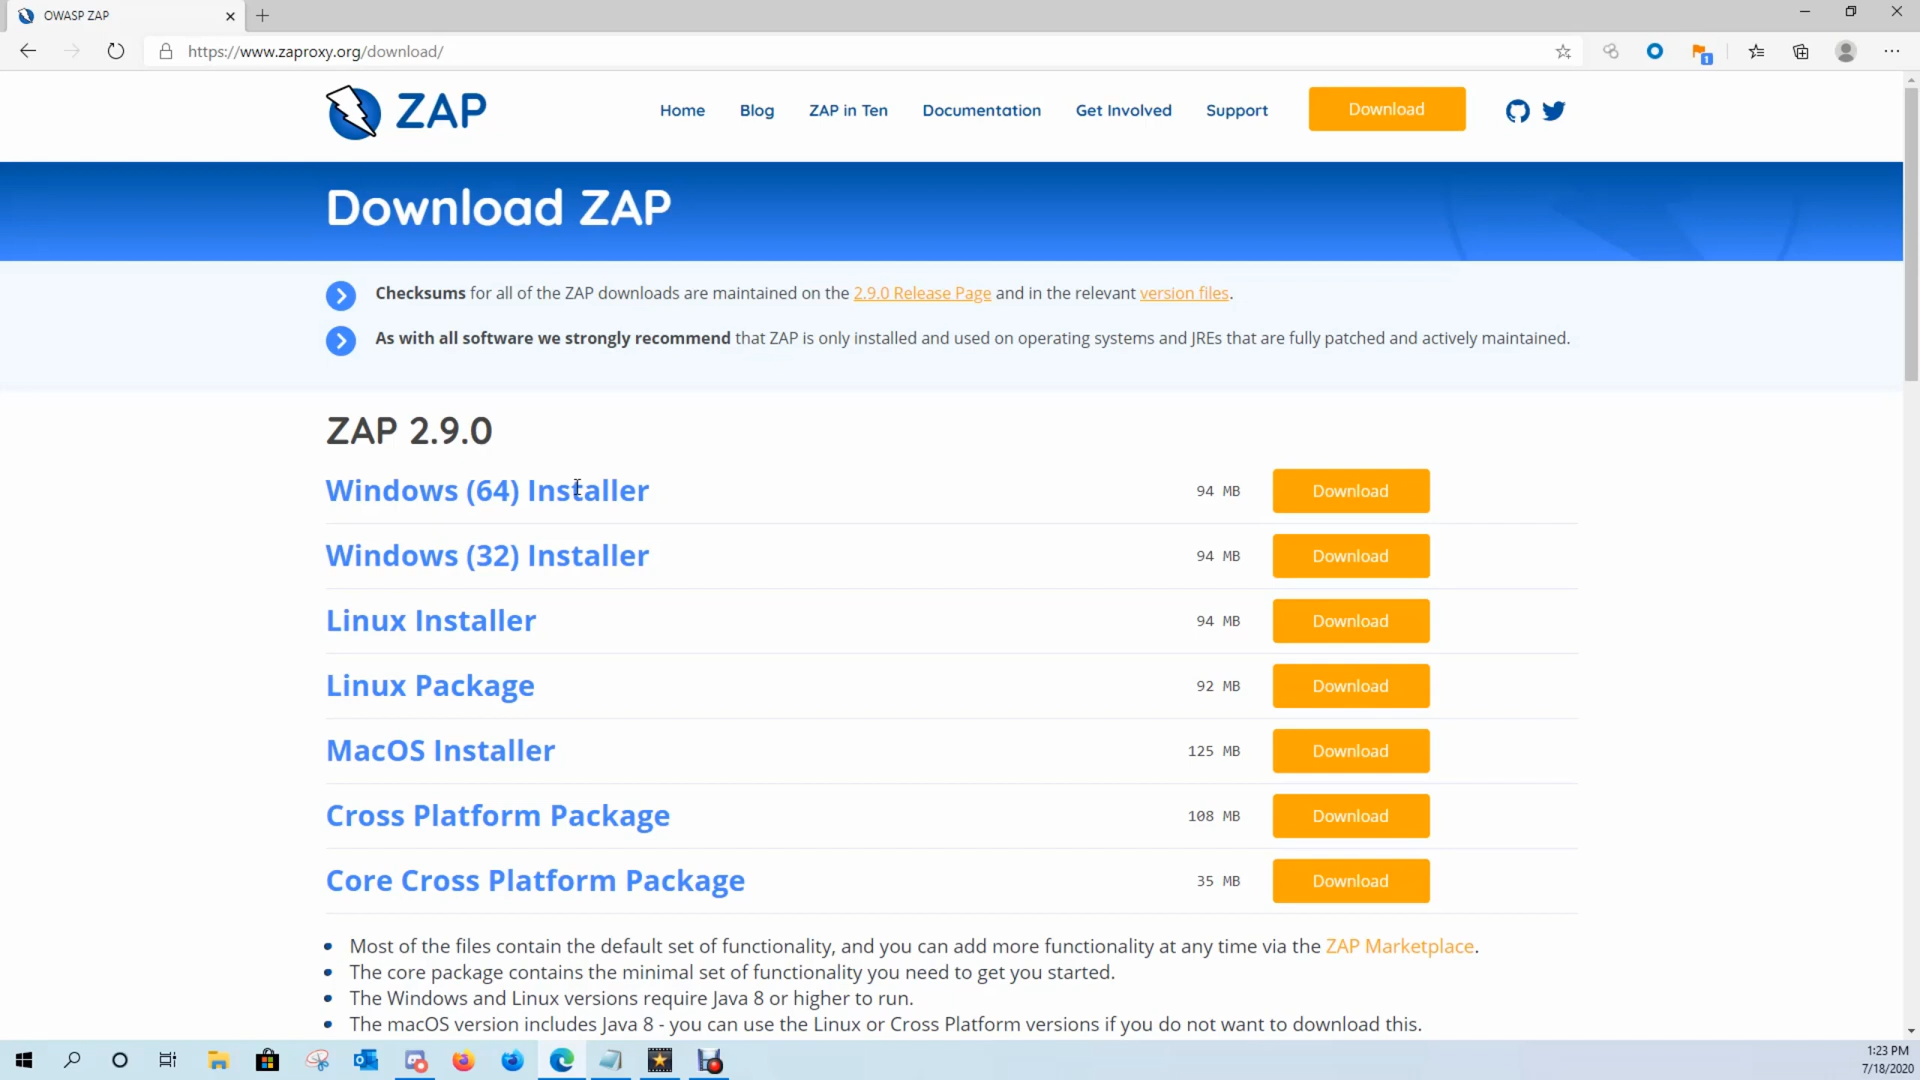 OWASP ZAP
https://www.zaproxy.org/download/
1
ZAP
Home Blog ZAP in Ten Documentation Get Involved Support Download
Download ZAP
Checksums for all of the ZAP downloads are maintained on the 2.9.0 Release Page and in the relevant version files.
As with all software we strongly recommend that ZAP is only installed and used on operating systems and JREs that are fully patched and actively maintained.
ZAP 2.9.0
Windows (64) Installer 94 MB Download
Windows (32) Installer 94 MB Download
Linux Installer 94 MB Download
Linux Package 92 MB Download
MacOS Installer 125 MB Download
Cross Platform Package 108 MB Download
Core Cross Platform Package 35 MB Download
Most of the files contain the default set of functionality, and you can add more functionality at any time via the ZAP Marketplace.
The core package contains the minimal set of functionality you need to get you started.
The Windows and Linux versions require Java 8 or higher to run.
The macOS version includes Java 8 - you can use the Linux or Cross Platform versions if you do not want to download this.
1:23 PM
7/18/2020